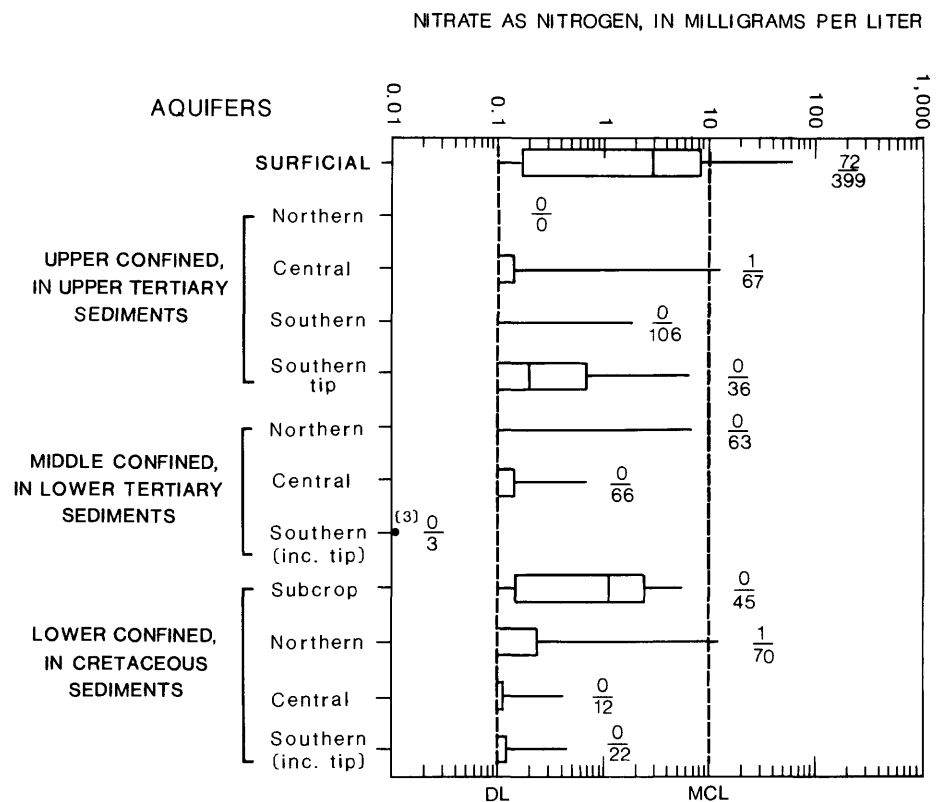 NITRATE AS NITROGEN, IN MILLIGRAMS PER LITER
AQUIFERS
0.01
0.1
1
10
100
1,000
SURFICIAL
72
399
UPPER CONFINED,
IN UPPER TERTIARY
SEDIMENTS
Northern
0
0
Central
1
67
Southern
0
106
Southern
tip
0
36
MIDDLE CONFINED,
IN LOWER TERTIARY
SEDIMENTS
Northern
0
63
Central
0
66
Southern
(inc. tip)
(3)
0
3
LOWER CONFINED,
IN CRETACEOUS
SEDIMENTS
Subcrop
0
45
Northern
1
70
Central
0
12
Southern
(inc. tip)
0
22
DL
MCL